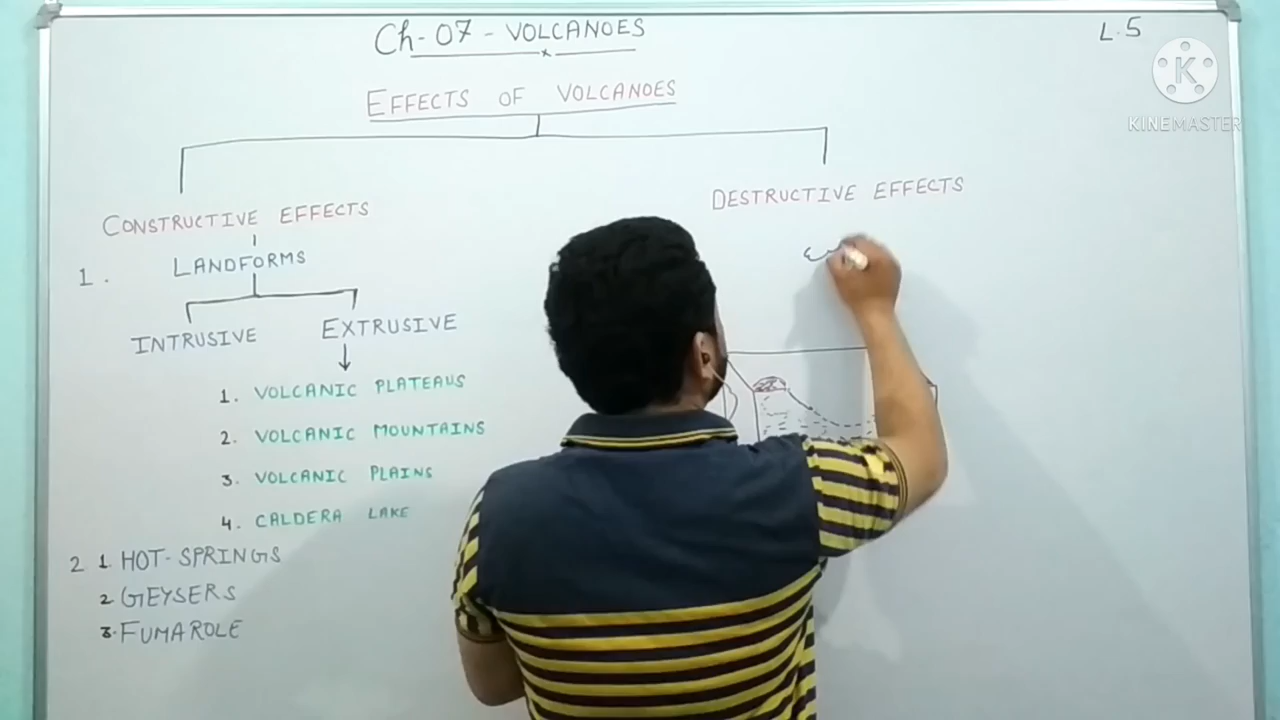 Ch-07-VOLCANOES
L.5
KINEMASTER
EFFECTS OF VOLCANOES
CONSTRUCTIVE EFFECTS
DESTRUCTIVE EFFECTS
1. LANDFORMS
INTRUSIVE EXTRUSIVE
1. VOLCANIC PLATEAUS
2. VOLCANIC MOUNTAINS
3. VOLCANIC PLAINS
4. CALDERA LAKE
2 1. HOT-SPRINGS
2 GEYSERS
3. FUMAROLE